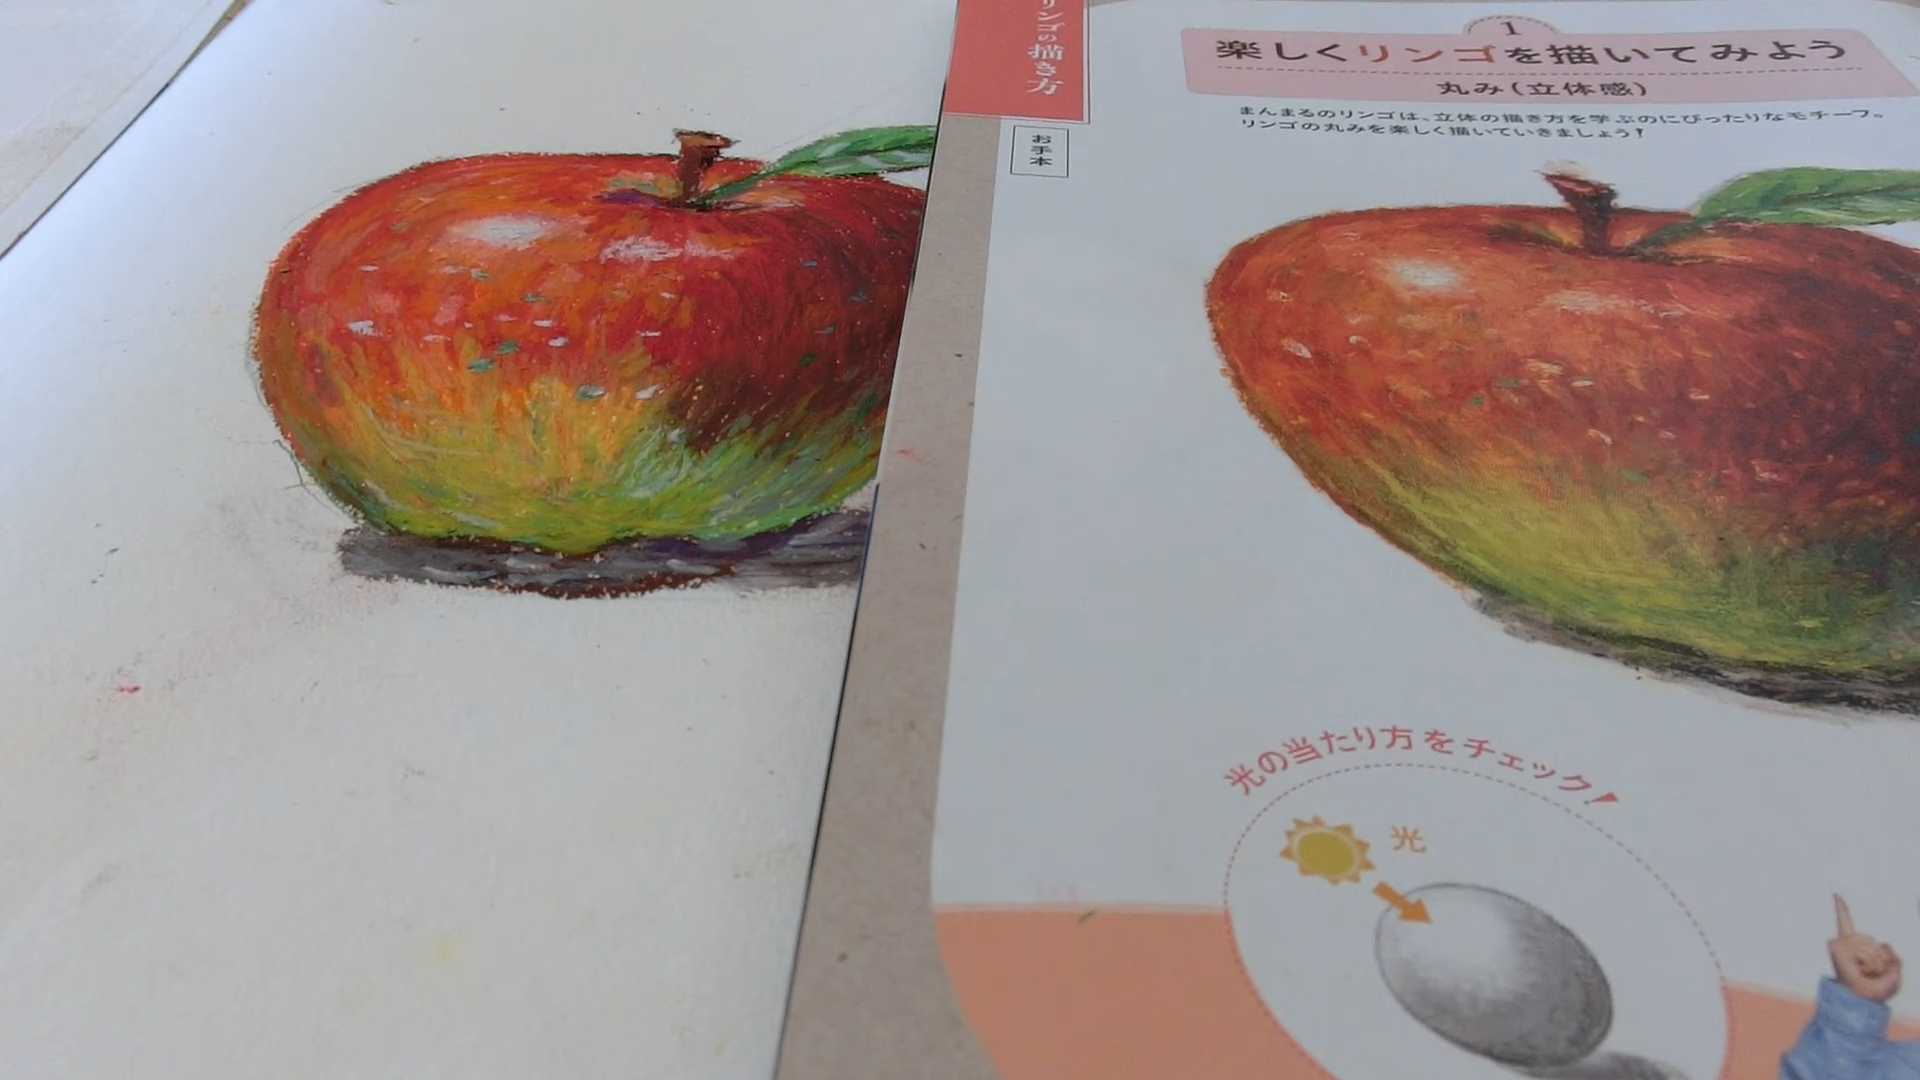 リンゴの描き方
お手本
1
楽しくリンゴを描いてみよう
丸み(立体感)
まんまるのリンゴは、立体の描き方を学ぶのにぴったりなモチーフ。
リンゴの丸みを楽しく描いていきましょう!
光の当たり方をチェック!
光